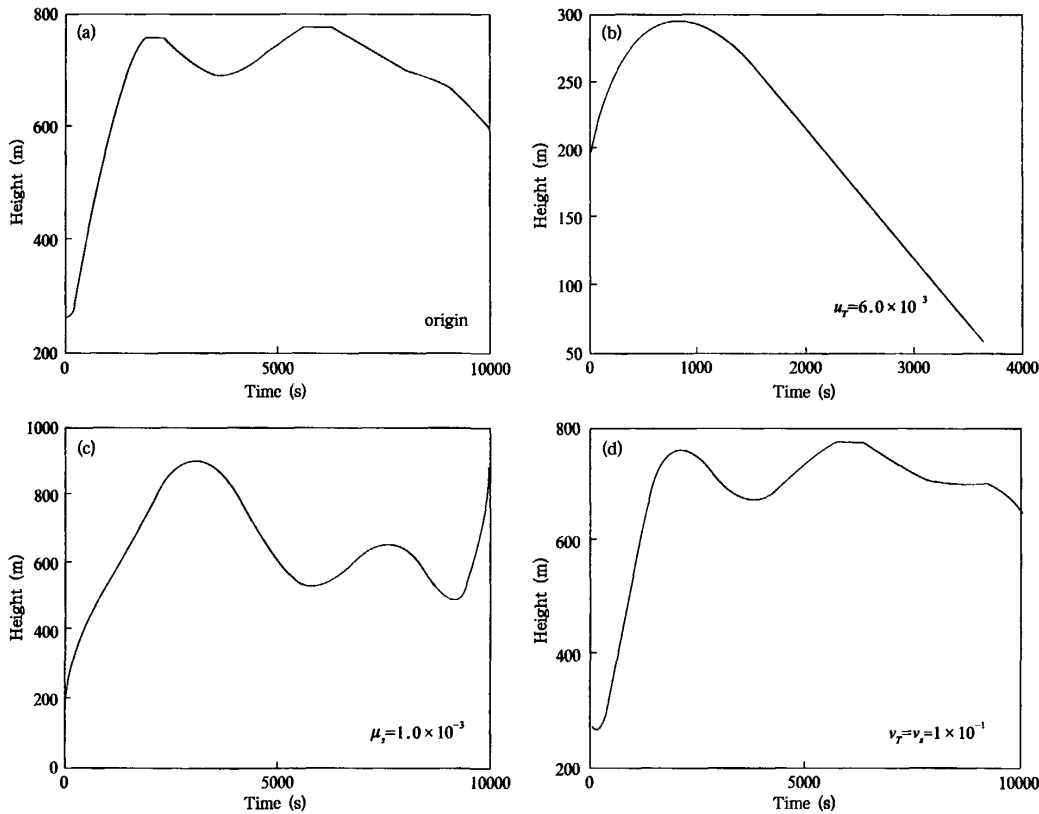 (a)
800
600
400
200
Height (m)
origin
0 5000 10000
Time (s)
(b)
300
250
200
150
100
50
Height (m)
u_T=6.0 × 10 ³
0 1000 2000 3000 4000
Time (s)
(c)
1000
800
600
400
200
0
Height (m)
μ_s=1.0 × 10⁻³
0 5000 10000
Time (s)
(d)
800
600
400
200
Height (m)
ν_T=ν_s=1 × 10⁻¹
0 5000 10000
Time (s)